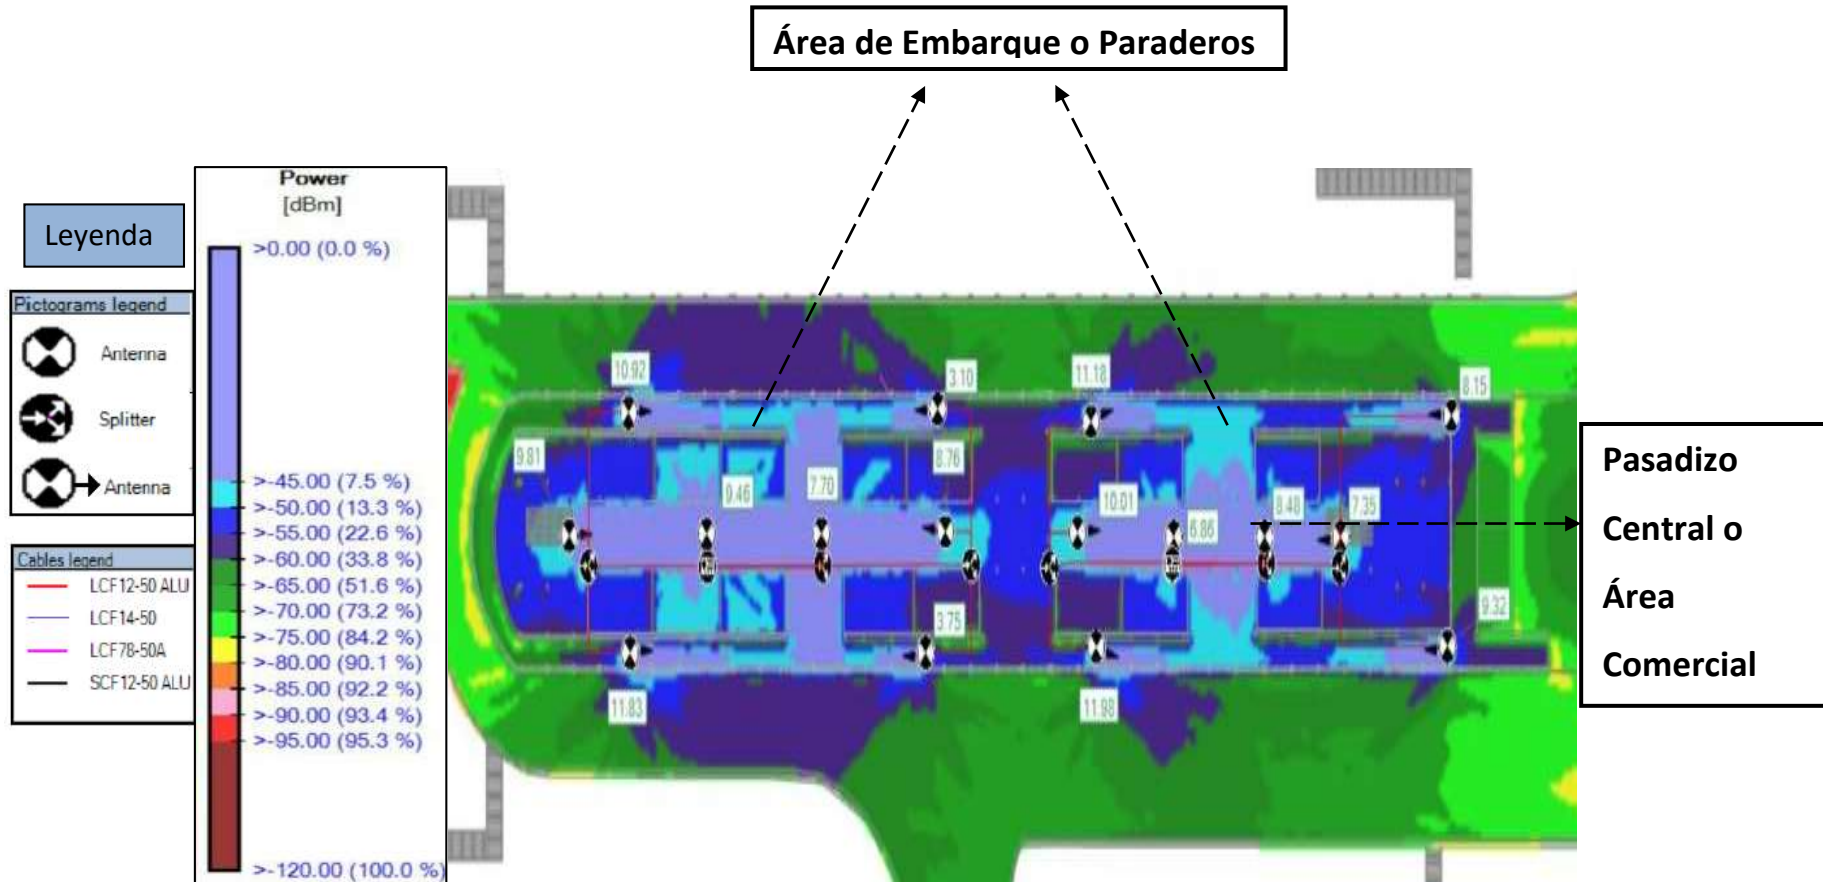 Área de Embarque o Paraderos
Leyenda
Pictograms legend
Antenna
Splitter
Antenna
Cables legend
LCF12-50 ALU
LCF14-50
LCF78-50A
SCF12-50 ALU
Power
[dBm]
>0.00 (0.0 %)
>-45.00 (7.5 %)
>-50.00 (13.3 %)
>-55.00 (22.6 %)
>-60.00 (33.8 %)
>-65.00 (51.6 %)
>-70.00 (73.2 %)
>-75.00 (84.2 %)
>-80.00 (90.1 %)
>-85.00 (92.2 %)
>-90.00 (93.4 %)
>-95.00 (95.3 %)
>-120.00 (100.0 %)
10.92
3.10
11.18
8.15
9.81
8.76
9.46
7.70
10.01
6.86
8.48
7.35
3.75
9.32
11.83
11.98
Pasadizo
Central o
Área
Comercial